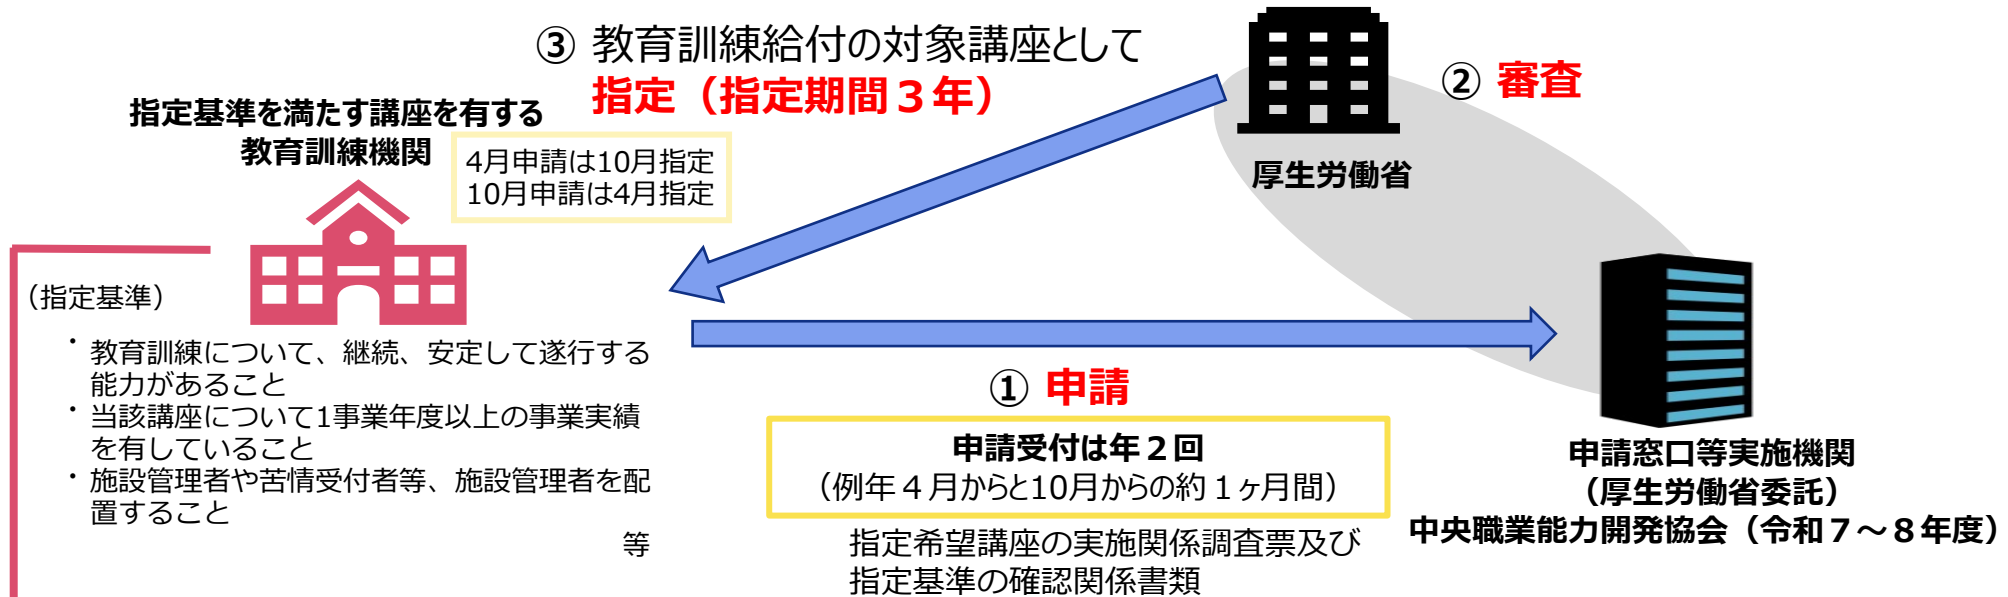 ③ 教育訓練給付の対象講座として
指定（指定期間３年）
② 審査
指定基準を満たす講座を有する
教育訓練機関
4月申請は10月指定
10月申請は4月指定
厚生労働省
（指定基準）
・教育訓練について、継続、安定して遂行する
能力があること
・当該講座について1事業年度以上の事業実績
を有していること
・施設管理者や苦情受付者等、施設管理者を配
置すること
等
① 申請
申請受付は年２回
（例年４月からと10月からの約１ヶ月間）
指定希望講座の実施関係調査票及び
指定基準の確認関係書類
申請窓口等実施機関
（厚生労働省委託）
中央職業能力開発協会（令和７～８年度）